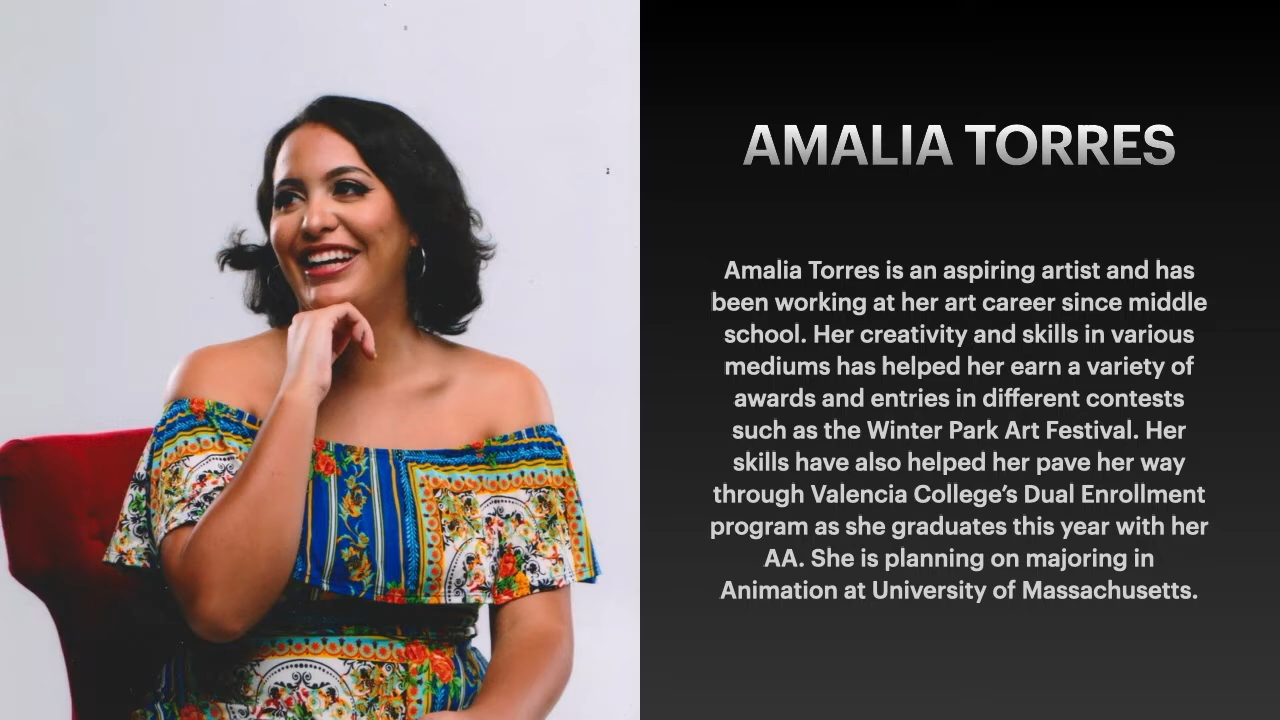 AMALIA TORRES
Amalia Torres is an aspiring artist and has
been working at her art career since middle
school. Her creativity and skills in various
mediums has helped her earn a variety of
awards and entries in different contests
such as the Winter Park Art Festival. Her
skills have also helped her pave her way
through Valencia College’s Dual Enrollment
program as she graduates this year with her
AA. She is planning on majoring in
Animation at University of Massachusetts.